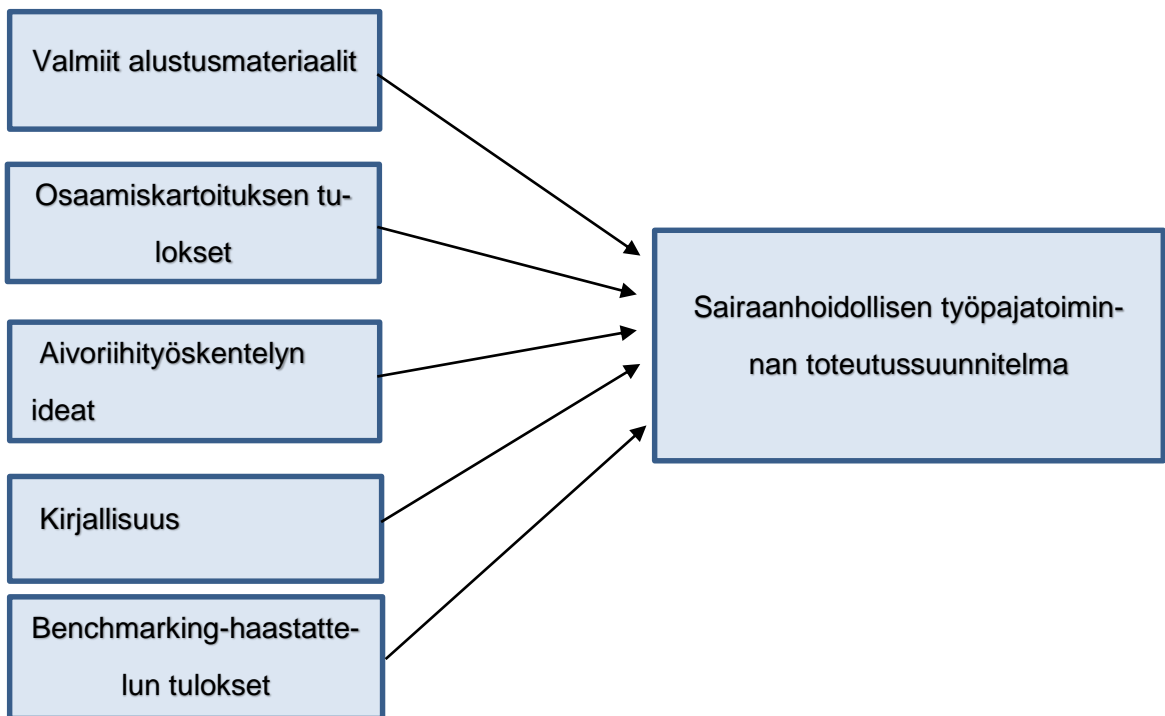 Valmiit alustusmateriaalit
Osaamiskartoituksen tu-
lokset
Aivoriihityöskentelyn
ideat
Kirjallisuus
Benchmarking-haastatte-
lun tulokset
Sairaanhoidollisen työpajatoimin-
nan toteutussuunnitelma